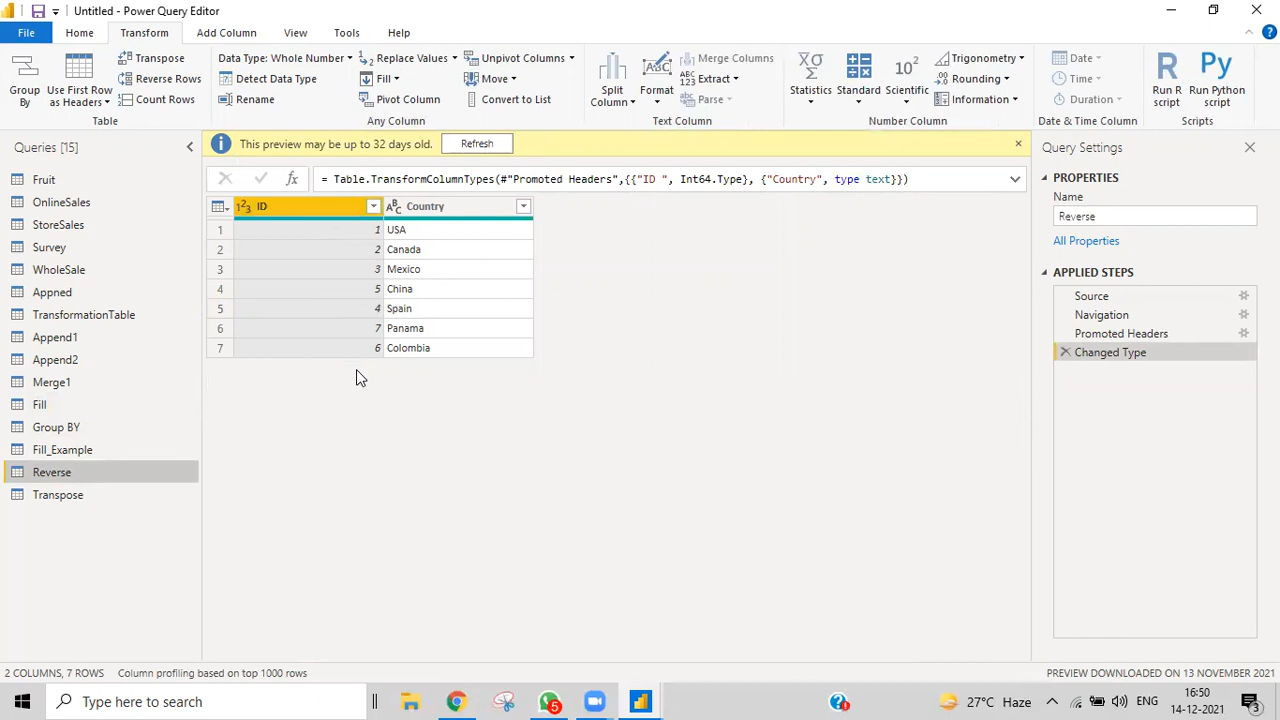 Untitled - Power Query Editor
File Home Transform Add Column View Tools Help
Group By
Use First Row as Headers
Transpose
Reverse Rows
Count Rows
Table
Data Type: Whole Number
Detect Data Type
Rename
Replace Values
Fill
Pivot Column
Unpivot Columns
Move
Convert to List
Any Column
Split Column
Format
Merge Columns
Extract
Parse
Text Column
Statistics
Standard
Scientific
Trigonometry
Rounding
Information
Number Column
Date
Time
Duration
Date & Time Column
Run R script
Run Python script
Scripts
Queries [15]
Fruit
OnlineSales
StoreSales
Survey
WholeSale
Appned
TransformationTable
Append1
Append2
Merge1
Fill
Group BY
Fill_Example
Reverse
Transpose
This preview may be up to 32 days old. Refresh
= Table.TransformColumnTypes(#"Promoted Headers",{{"ID ", Int64.Type}, {"Country", type text}})
ID Country
1 1 USA
2 2 Canada
3 3 Mexico
4 5 China
5 4 Spain
6 7 Panama
7 6 Colombia
Query Settings
PROPERTIES
Name
Reverse
All Properties
APPLIED STEPS
Source
Navigation
Promoted Headers
Changed Type
2 COLUMNS, 7 ROWS Column profiling based on top 1000 rows
PREVIEW DOWNLOADED ON 13 NOVEMBER 2021
Type here to search
5
27°C Haze
ENG
16:50
14-12-2021
3